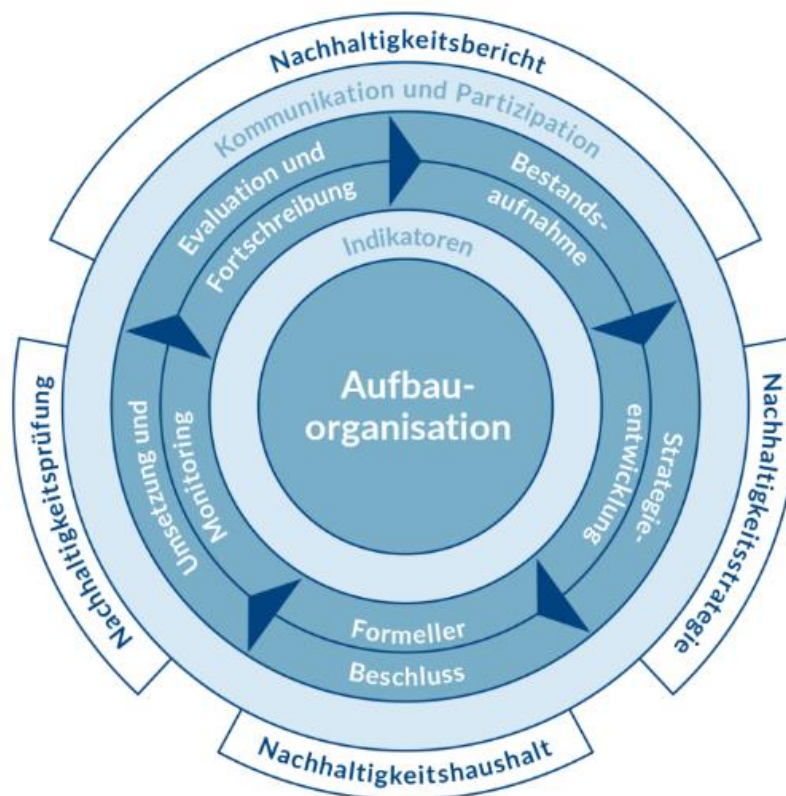 Nachhaltigkeitsbericht
Kommunikation und Partizipation
Evaluation und
Fortschreibung
Bestands-
aufnahme
Indikatoren
Aufbau-
organisation
Strategie-
entwicklung
Formeller
Beschluss
Umsetzung und
Monitoring
Nachhaltigkeitsprüfung
Nachhaltigkeitsstrategie
Nachhaltigkeitshaushalt